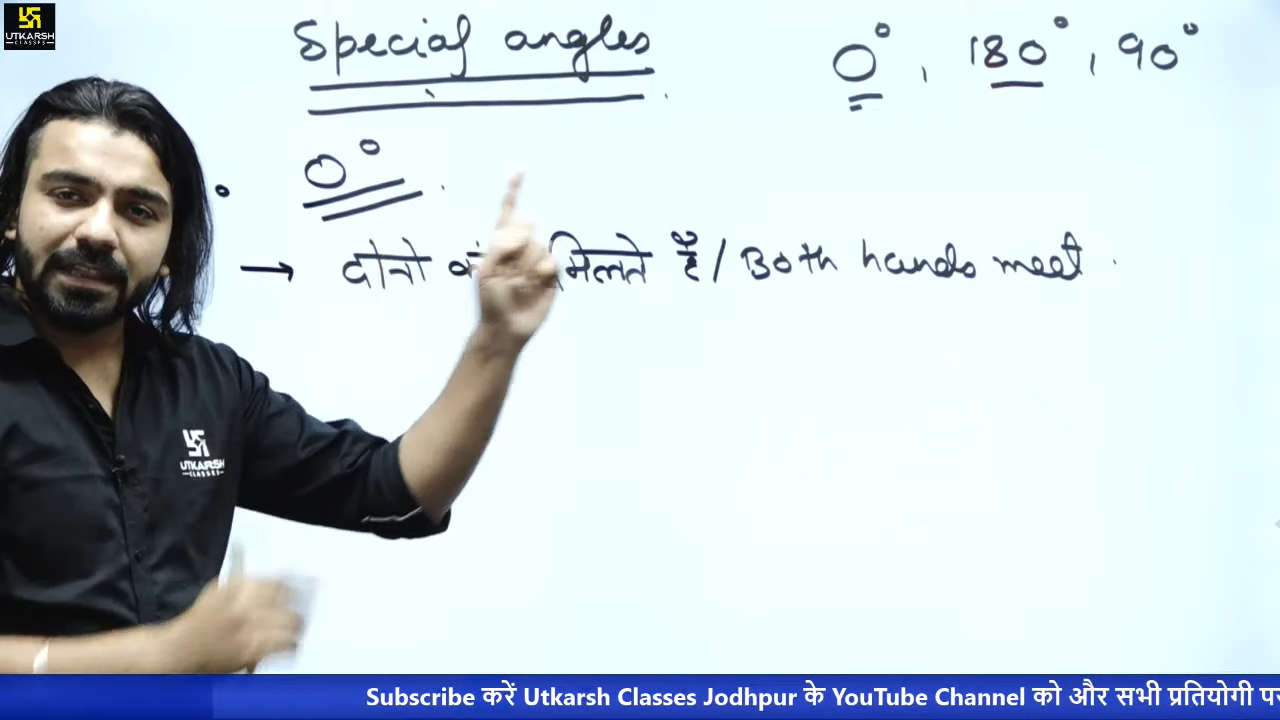 UTKARSH
CLASSES
Special angles
0° , 180° , 90°
0° .
→ दोनो मिलते हैं / Both hands meet .
UTKARSH
CLASSES
Subscribe करें Utkarsh Classes Jodhpur के YouTube Channel को और सभी प्रतियोगी